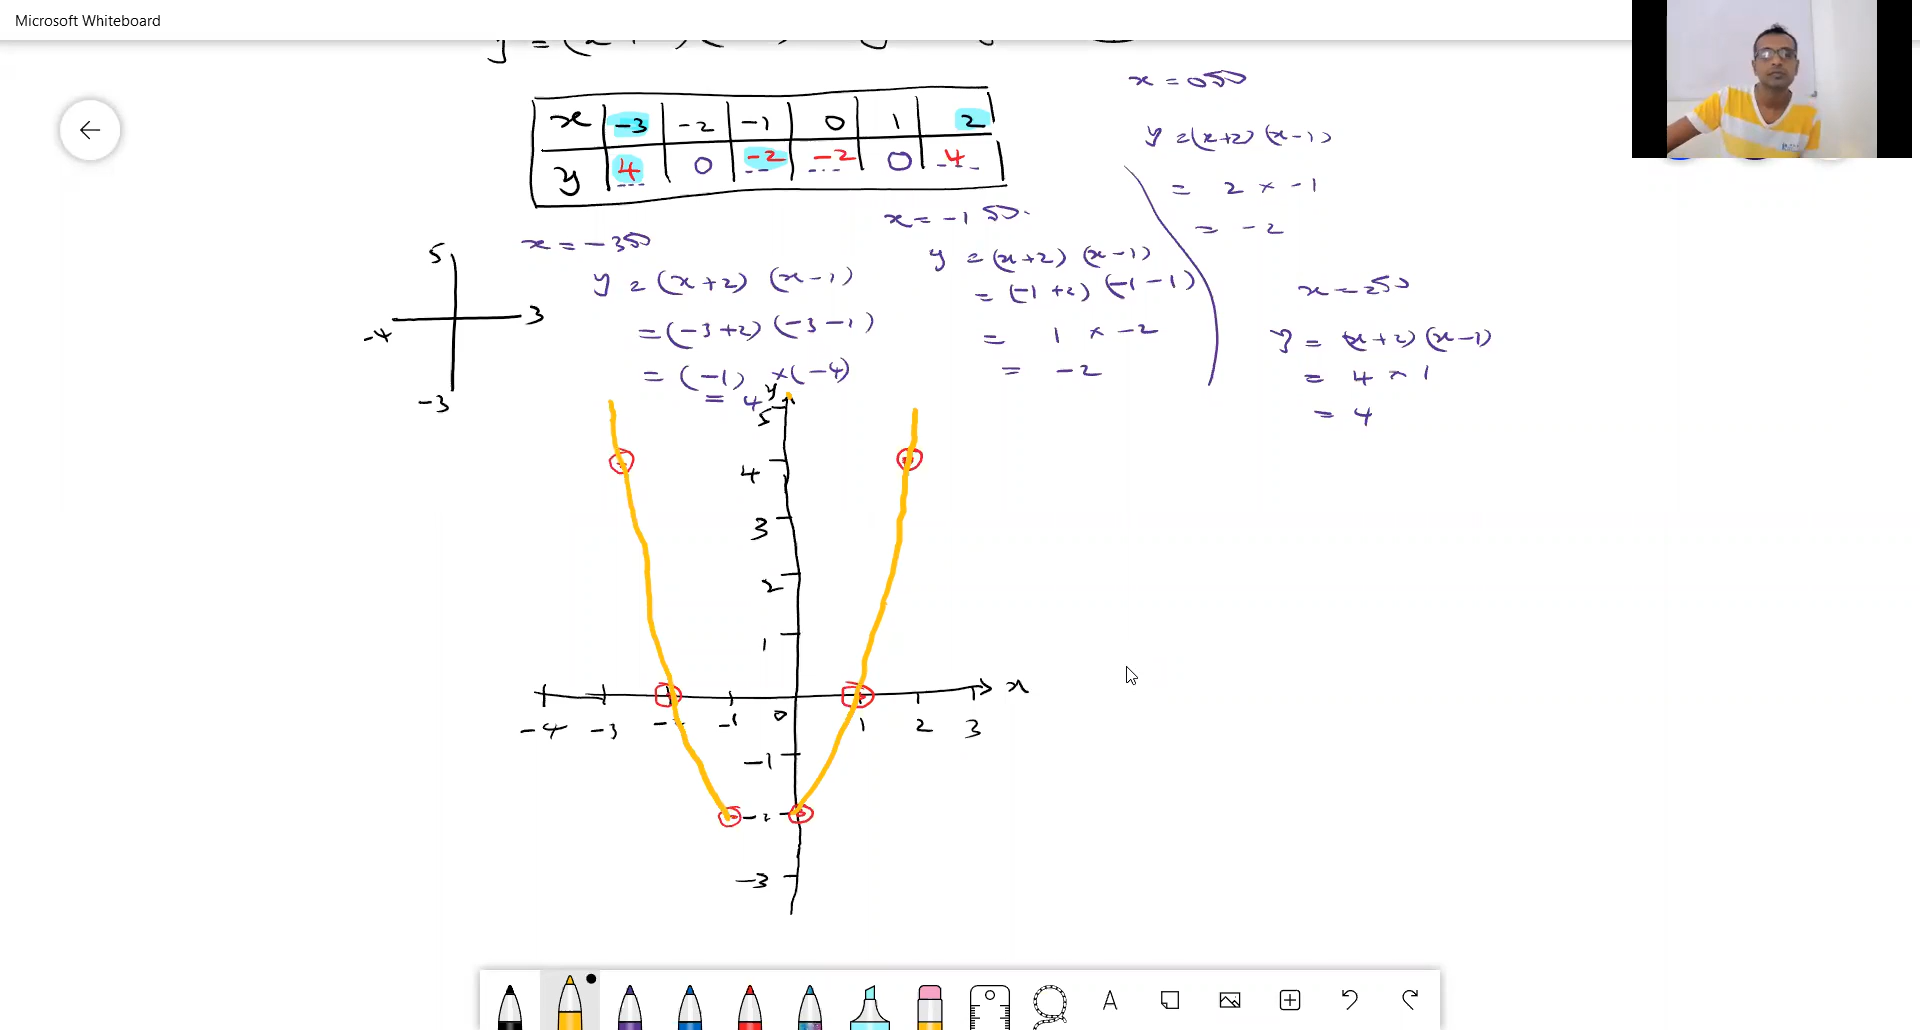 Microsoft Whiteboard
x -3 -2 -1 0 1 2
y 4 0 -2 -2 0 4
x = -3
y = (x+2) (x-1)
= (-3+2) (-3-1)
= (-1) × (-4)
= 4
x = -1
y = (x+2) (x-1)
= (-1+2) (-1-1)
= 1 × -2
= -2
x = 0
y = (x+2) (x-1)
= 2 × -1
= -2
x = 2
y = (x+2) (x-1)
= 4 × 1
= 4
5
-4 3
-3
y
5
4
3
2
1
x
-4 -3 -1 0 1 2 3
-1
-2
-3
A